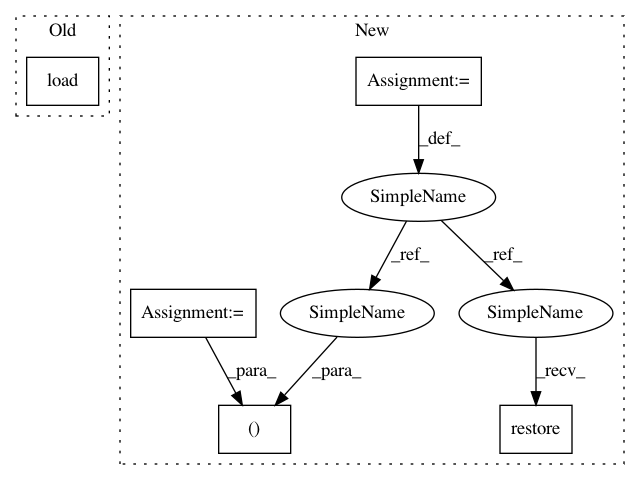 Old
New
load
Assignment:=
_def_
SimpleName
_ref_
_ref_
Assignment:=
SimpleName
SimpleName
_para_
_para_
_recv_
()
restore